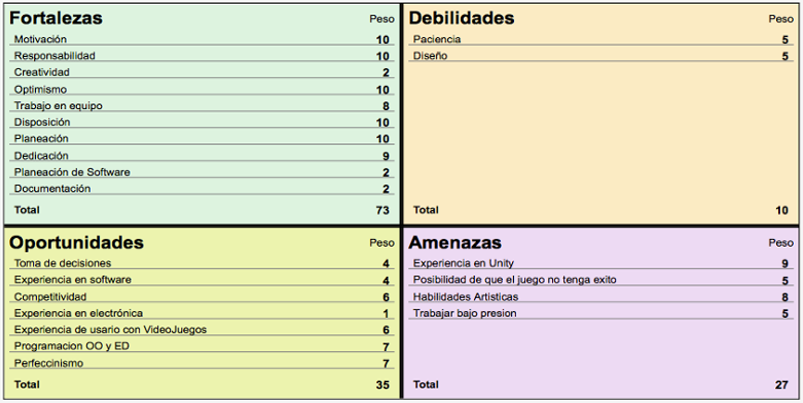 Fortalezas Peso
Motivación 10
Responsabilidad 10
Creatividad 2
Optimismo 10
Trabajo en equipo 8
Disposición 10
Planeación 10
Dedicación 9
Planeación de Software 2
Documentación 2
Total 73
Debilidades Peso
Paciencia 5
Diseño 5
Total 10
Oportunidades Peso
Toma de decisiones 4
Experiencia en software 4
Competitividad 6
Experiencia en electrónica 1
Experiencia de usario con VideoJuegos 6
Programacion OO y ED 7
Perfeccinismo 7
Total 35
Amenazas Peso
Experiencia en Unity 9
Posibilidad de que el juego no tenga exito 5
Habilidades Artisticas 8
Trabajar bajo presion 5
Total 27